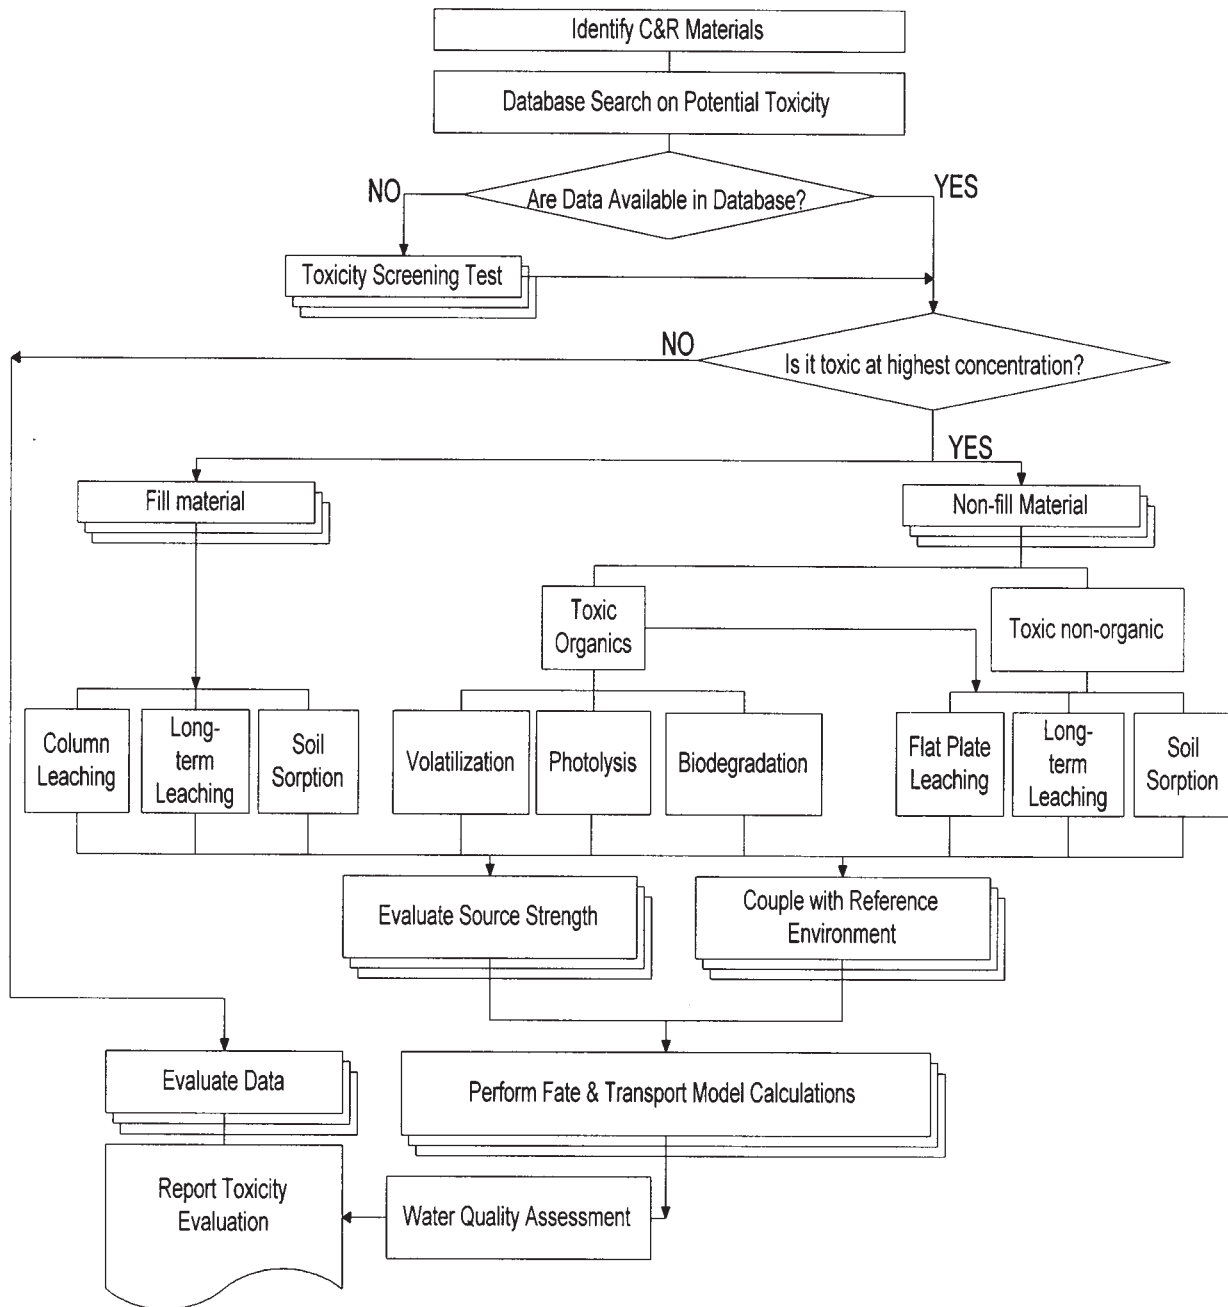 Identify C&R Materials
Database Search on Potential Toxicity
NO
YES
Are Data Available in Database?
Toxicity Screening Test
NO
Is it toxic at highest concentration?
YES
Fill material
Non-fill Material
Toxic
Organics
Toxic non-organic
Column
Leaching
Long-
term
Leaching
Soil
Sorption
Volatilization
Photolysis
Biodegradation
Flat Plate
Leaching
Long-
term
Leaching
Soil
Sorption
Evaluate Source Strength
Couple with Reference
Environment
Evaluate Data
Perform Fate & Transport Model Calculations
Report Toxicity
Evaluation
Water Quality Assessment